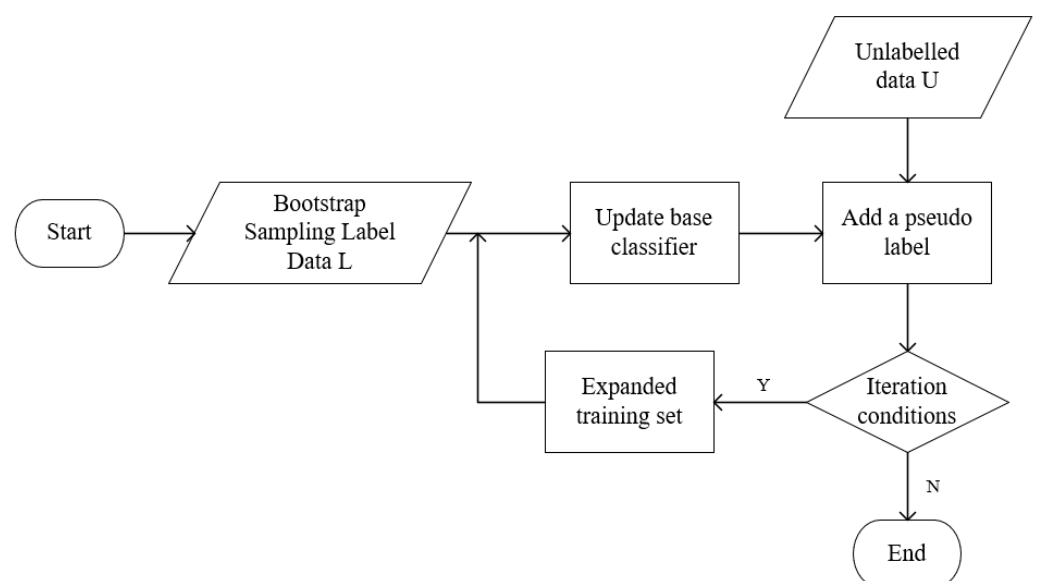 Unlabelled
data U
Start
Bootstrap
Sampling Label
Data L
Update base
classifier
Add a pseudo
label
Expanded
training set
Y
Iteration
conditions
N
End